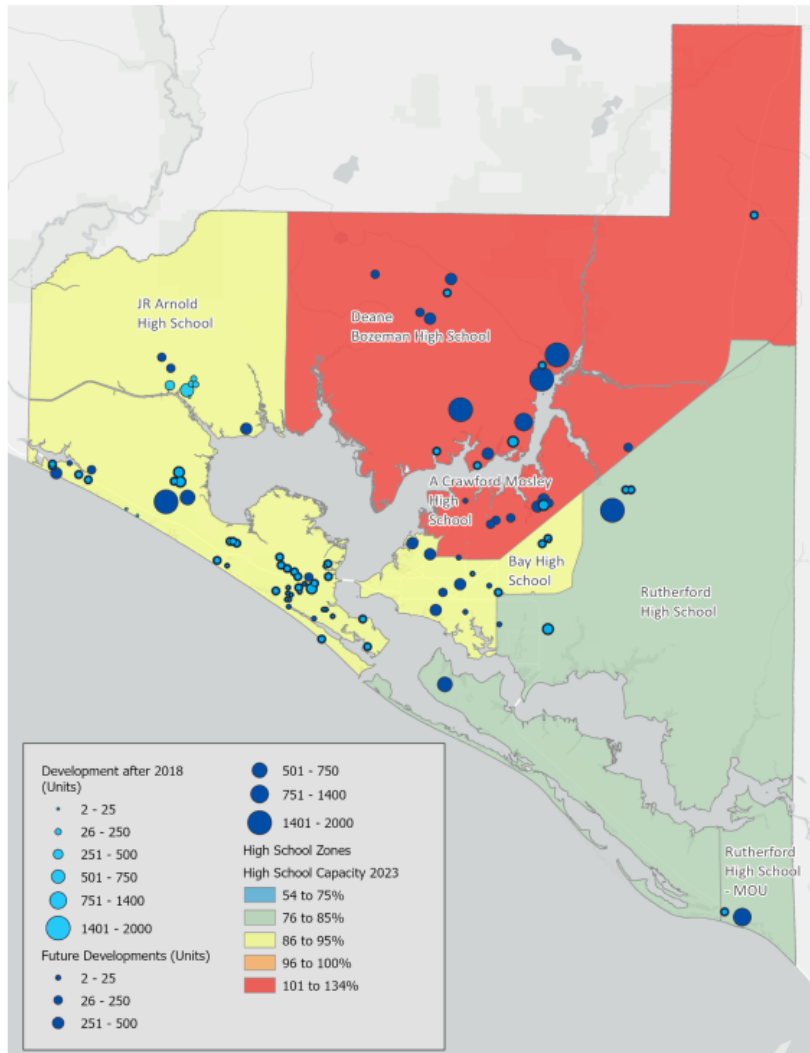 JR Arnold
High School
Deane
Bozeman High School
A Crawford Mosley
High
School
Bay High
School
Rutherford
High School
Rutherford
High School
- MOU
Development after 2018
(Units)
2 - 25
26 - 250
251 - 500
501 - 750
751 - 1400
1401 - 2000
Future Developments (Units)
2 - 25
26 - 250
251 - 500
501 - 750
751 - 1400
1401 - 2000
High School Zones
High School Capacity 2023
54 to 75%
76 to 85%
86 to 95%
96 to 100%
101 to 134%